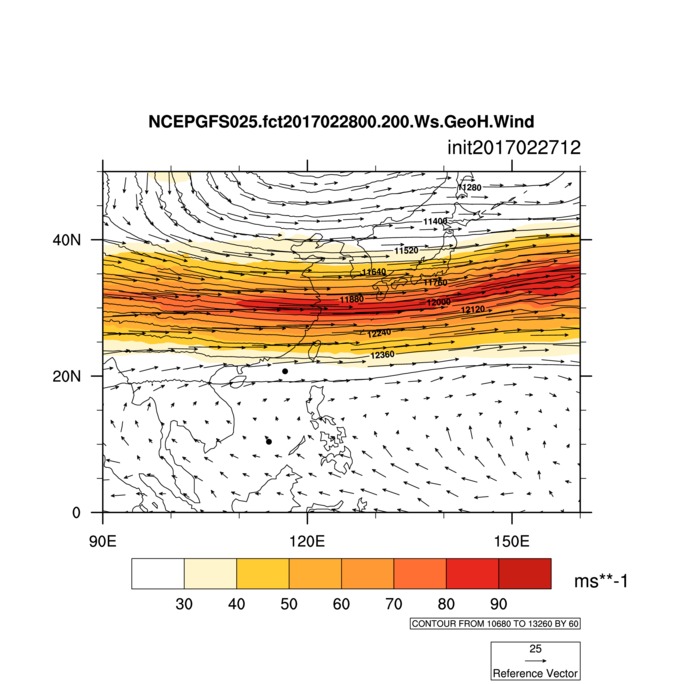 NCEPGFS025.fct2017022800.200.Ws.GeoH.Wind
init2017022712
11280
11400
40N
11520
11640
11760
11880
12000
12120
12240
12360
20N
0
90E 120E 150E
ms**-1
30 40 50 60 70 80 90
CONTOUR FROM 10680 TO 13260 BY 60
25
Reference Vector